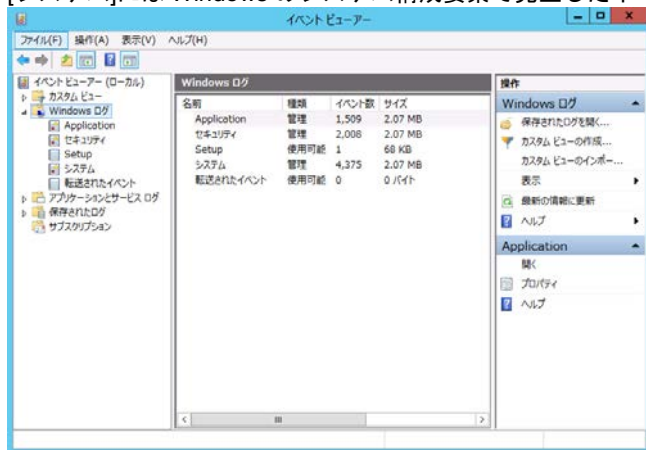 イベント ビューアー
ファイル(F) 操作(A) 表示(V) ヘルプ(H)
イベント ビューアー (ローカル)
カスタム ビュー
Windows ログ
Application
セキュリティ
Setup
システム
転送されたイベント
アプリケーションとサービス ログ
保存されたログ
サブスクリプション
Windows ログ
名前 種類 イベント数 サイズ
Application 管理 1,509 2.07 MB
セキュリティ 管理 2,008 2.07 MB
Setup 使用可能 1 68 KB
システム 管理 4,375 2.07 MB
転送されたイベント 使用可能 0 0 バイト
操作
Windows ログ
保存されたログを開く...
カスタム ビューの作成...
カスタム ビューのインポー...
表示
最新の情報に更新
ヘルプ
Application
開く
プロパティ
ヘルプ